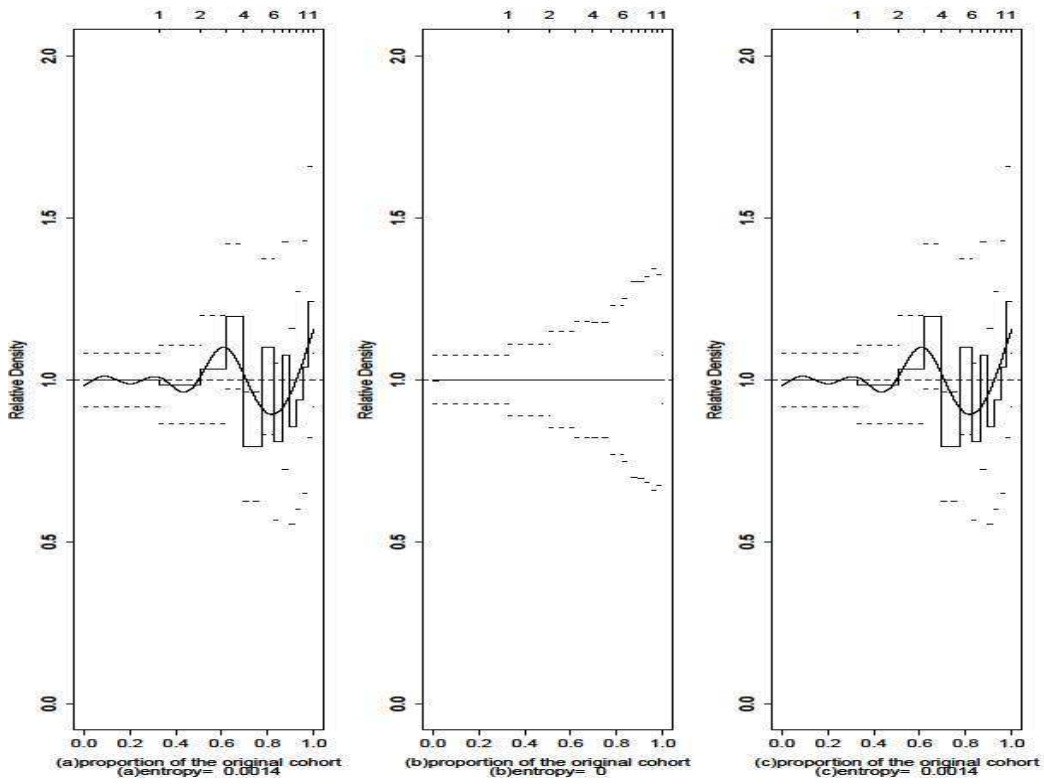 1 2 4 6 11
1 2 4 6 11
1 2 4 6 11
2.0
1.5
1.0
0.5
0.0
Relative Density
0.0 0.2 0.4 0.6 0.8 1.0
(a)proportion of the original cohort
(a)entropy= 0.0014
2.0
1.5
1.0
0.5
0.0
Relative Density
0.0 0.2 0.4 0.6 0.8 1.0
(b)proportion of the original cohort
(b)entropy= 0
2.0
1.5
1.0
0.5
0.0
Relative Density
0.0 0.2 0.4 0.6 0.8 1.0
(c)proportion of the original cohort
(c)entropy= 0.0014